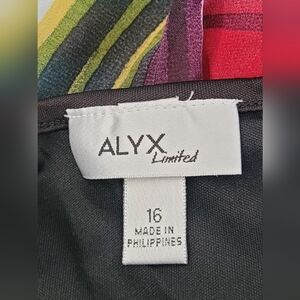 ALYX
Limited
16
MADE IN
PHILIPPINES